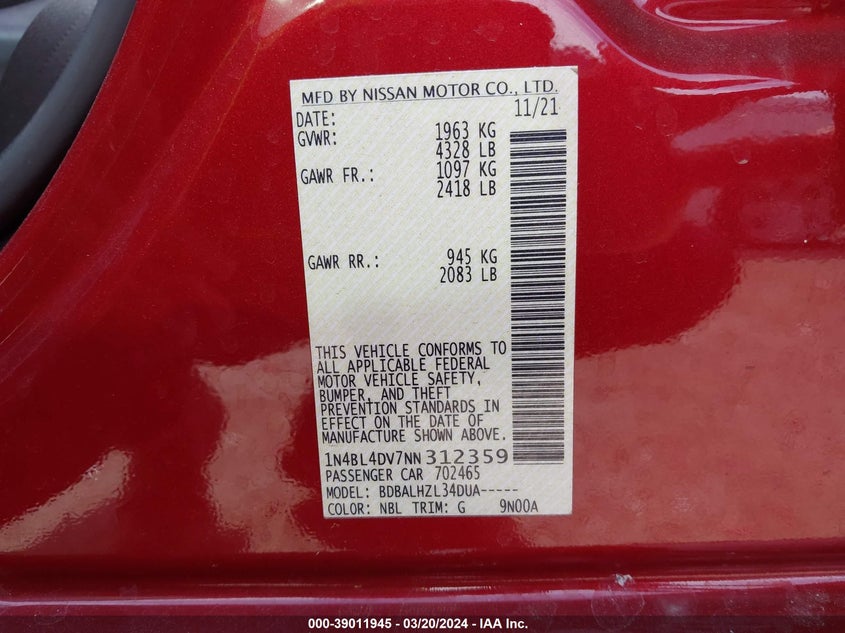 MFD BY NISSAN MOTOR CO., LTD.
DATE: 11/21
GVWR: 1963 KG
4328 LB
GAWR FR.: 1097 KG
2418 LB
GAWR RR.: 945 KG
2083 LB
THIS VEHICLE CONFORMS TO
ALL APPLICABLE FEDERAL
MOTOR VEHICLE SAFETY,
BUMPER, AND THEFT
PREVENTION STANDARDS IN
EFFECT ON THE DATE OF
MANUFACTURE SHOWN ABOVE.
1N4BL4DV7NN312359
PASSENGER CAR 702465
MODEL: BDBALHZL34DUA-----
COLOR: NBL TRIM: G 9N00A
000-39011945 - 03/20/2024 - IAA Inc.